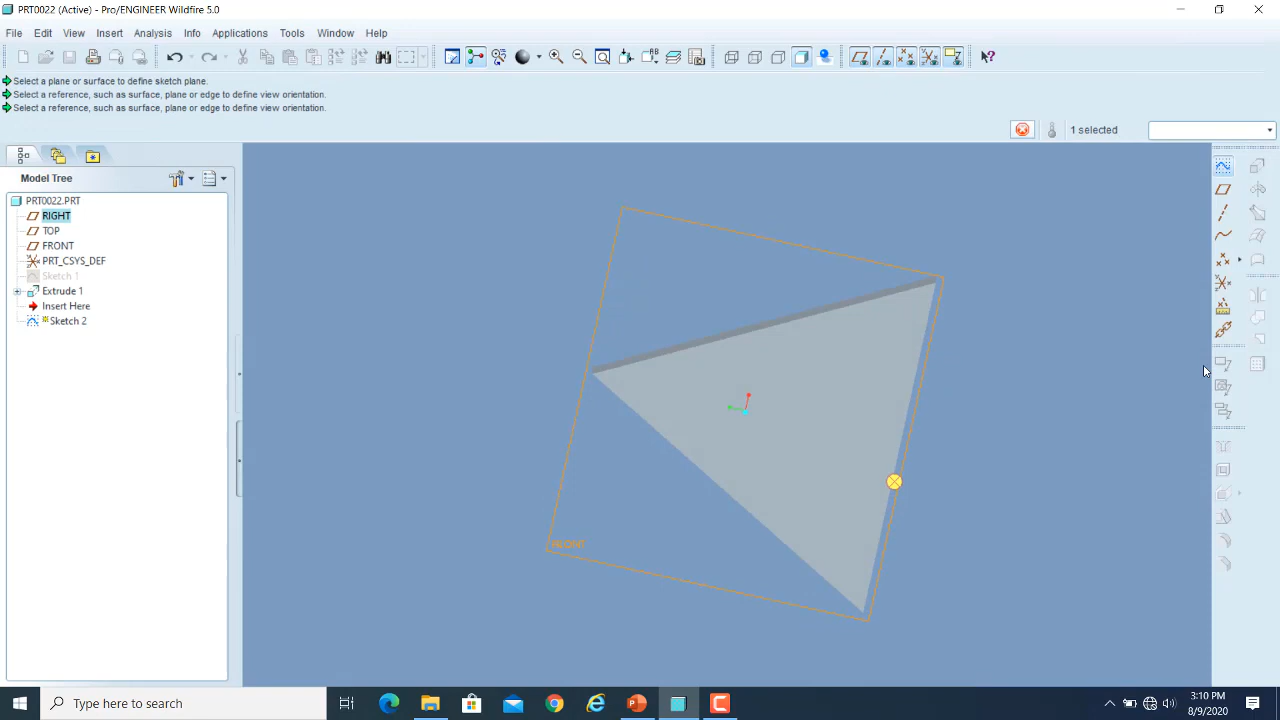 PRT0022 (Active) - Pro/ENGINEER Wildfire 5.0
File Edit View Insert Analysis Info Applications Tools Window Help
Select a plane or surface to define sketch plane.
Select a reference, such as surface, plane or edge to define view orientation.
Select a reference, such as surface, plane or edge to define view orientation.
1 selected
Model Tree
PRT0022.PRT
RIGHT
TOP
FRONT
PRT_CSYS_DEF
Sketch 1
Extrude 1
Insert Here
Sketch 2
FRONT
Type here to search
3:10 PM
8/9/2020